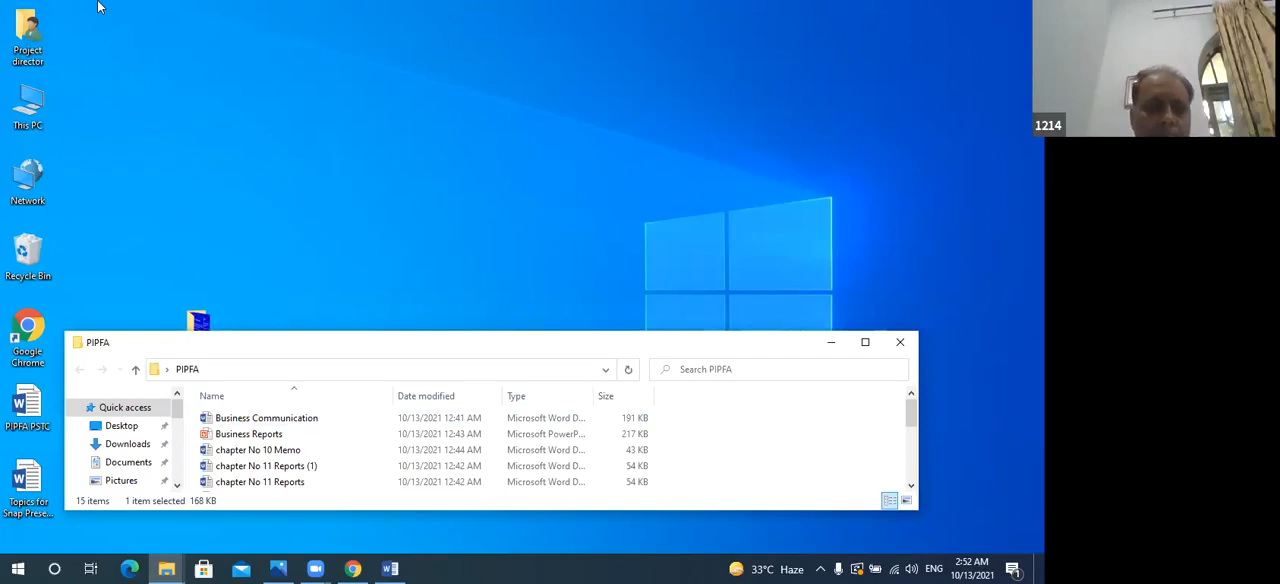 Project
director
This PC
Network
Recycle Bin
Google
Chrome
PIPFA PSTC
Topics for
Snap Prese...
1214
PIPFA
PIPFA
Search PIPFA
Name Date modified Type Size
Quick access
Desktop
Downloads
Documents
Pictures
Business Communication 10/13/2021 12:41 AM Microsoft Word D... 191 KB
Business Reports 10/13/2021 12:43 AM Microsoft PowerP... 217 KB
chapter No 10 Memo 10/13/2021 12:44 AM Microsoft Word D... 43 KB
chapter No 11 Reports (1) 10/13/2021 12:42 AM Microsoft Word D... 54 KB
chapter No 11 Reports 10/13/2021 12:42 AM Microsoft Word D... 54 KB
15 items 1 item selected 168 KB
33°C Haze
ENG
2:52 AM
10/13/2021
1